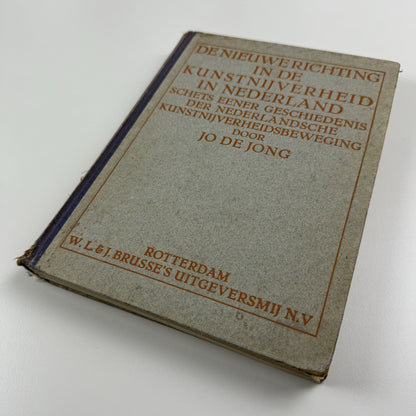 DE NIEUWE RICHTING
IN DE
KUNSTNIJVERHEID
IN NEDERLAND
SCHETS EENER GESCHIEDENIS
DER NEDERLANDSCHE
KUNSTNIJVERHEIDSBEWEGING
DOOR
JO DE JONG
ROTTERDAM
W. L. & J. BRUSSE'S UITGEVERSMIJ N.V